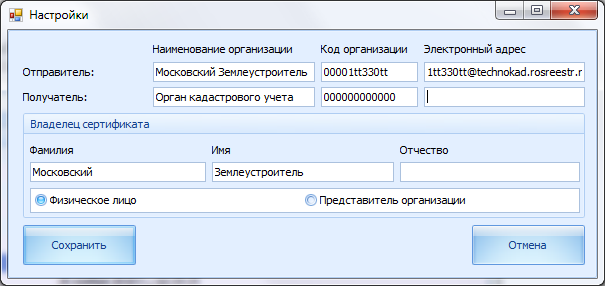 Настройки
Наименование организации Код организации Электронный адрес
Отправитель: Московский Землеустроитель 00001tt330tt 1tt330tt@technokad.rosreestr.r
Получатель: Орган кадастрового учета 000000000000
Владелец сертификата
Фамилия Имя Отчество
Московский Землеустроитель
Физическое лицо Представитель организации
Сохранить Отмена